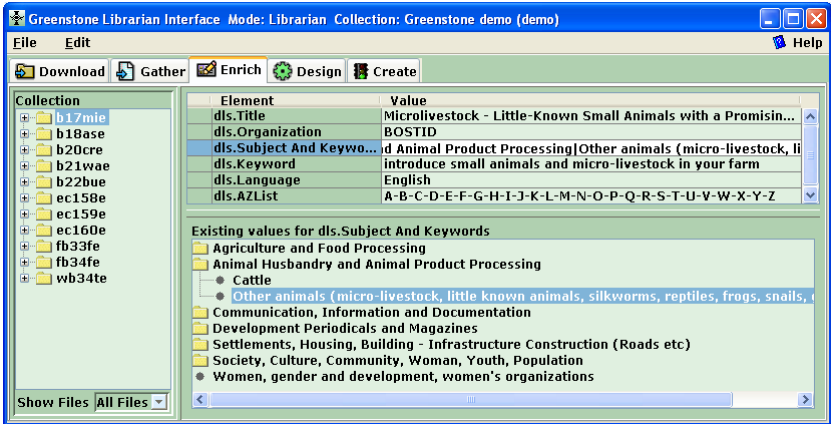 Greenstone Librarian Interface Mode: Librarian Collection: Greenstone demo (demo)
File Edit Help
Download Gather Enrich Design Create
Collection
b17mie
b18ase
b20cre
b21wae
b22bue
ec158e
ec159e
ec160e
fb33fe
fb34fe
wb34te
Show Files All Files
Element Value
dls.Title Microlivestock - Little-Known Small Animals with a Promisin...
dls.Organization BOSTID
dls.Subject And Keywo... d Animal Product Processing|Other animals (micro-livestock, li
dls.Keyword introduce small animals and micro-livestock in your farm
dls.Language English
dls.AZList A-B-C-D-E-F-G-H-I-J-K-L-M-N-O-P-Q-R-S-T-U-V-W-X-Y-Z
Existing values for dls.Subject And Keywords
Agriculture and Food Processing
Animal Husbandry and Animal Product Processing
Cattle
Other animals (micro-livestock, little known animals, silkworms, reptiles, frogs, snails,
Communication, Information and Documentation
Development Periodicals and Magazines
Settlements, Housing, Building - Infrastructure Construction (Roads etc)
Society, Culture, Community, Woman, Youth, Population
Women, gender and development, women's organizations